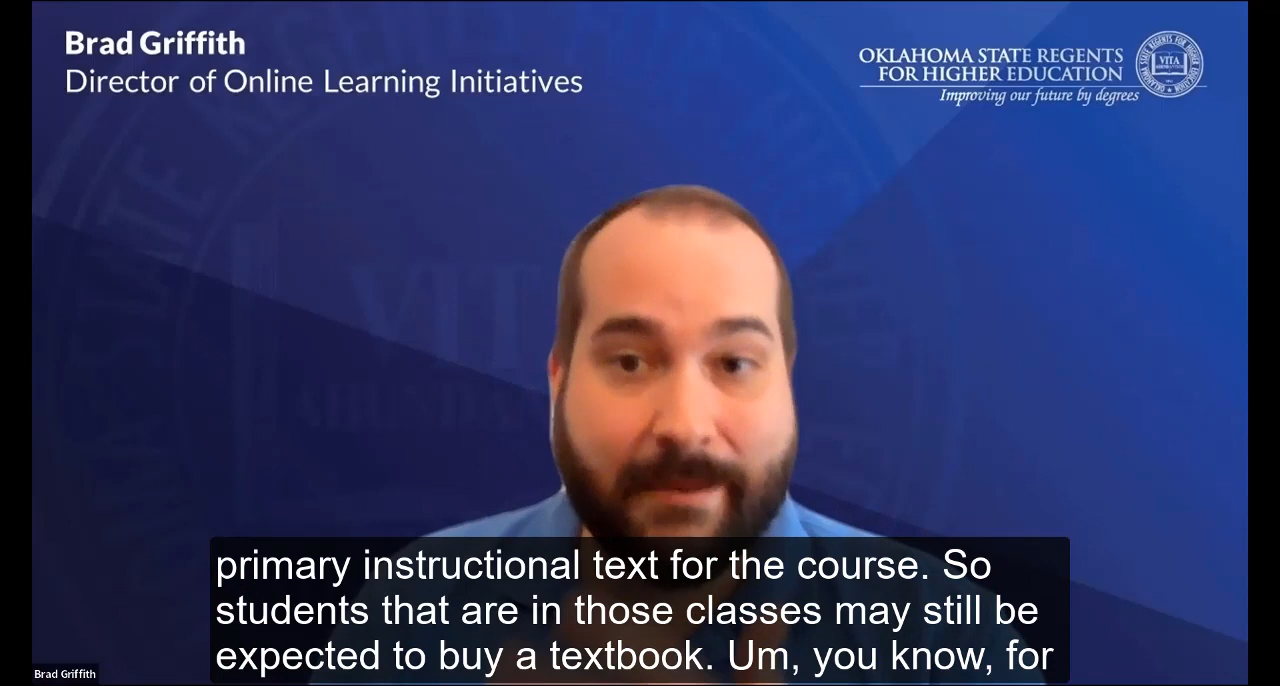 Brad Griffith
Director of Online Learning Initiatives
OKLAHOMA STATE REGENTS
FOR HIGHER EDUCATION
Improving our future by degrees
VITA
primary instructional text for the course. So
students that are in those classes may still be
expected to buy a textbook. Um, you know, for
Brad Griffith